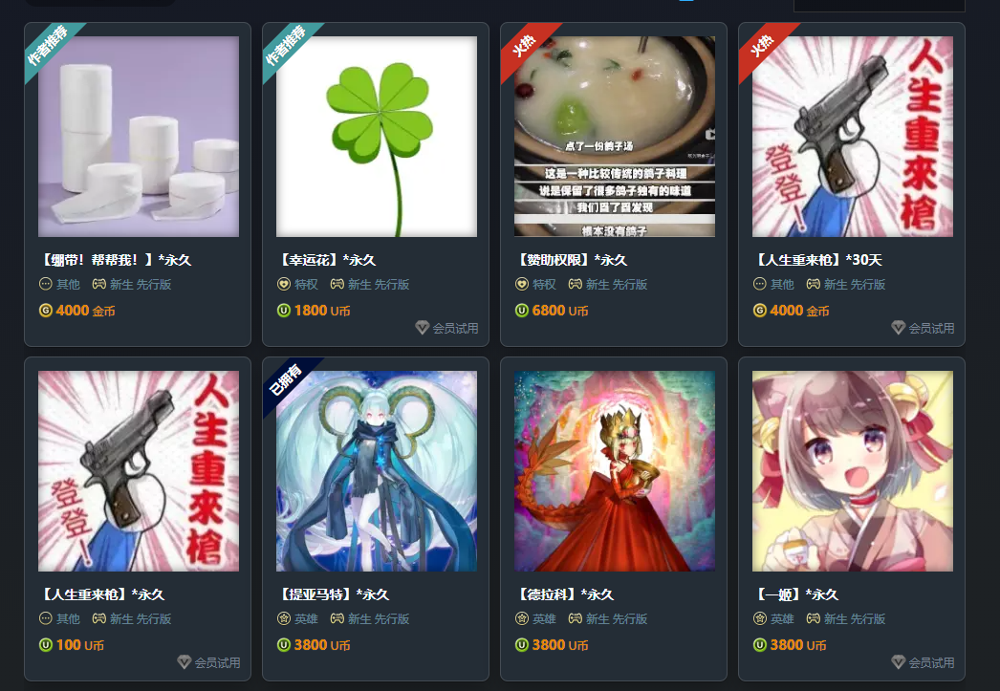 作者推荐
【绷带！帮帮我！】*永久
其他 新生 先行版
4000 金币
作者推荐
【幸运花】*永久
特权 新生 先行版
1800 U币
会员试用
火热
点了一份鸽子汤
这是一种比较传统的鸽子料理
说是保留了很多鸽子独有的味道
我们舀了舀发现
根本没有鸽子
【赞助权限】*永久
特权 新生 先行版
6800 U币
火热
人生重來槍
登登！
【人生重来枪】*30天
其他 新生 先行版
4000 金币
会员试用
人生重來槍
登登！
【人生重来枪】*永久
其他 新生 先行版
100 U币
会员试用
已拥有
【提亚马特】*永久
英雄 新生 先行版
3800 U币
【德拉科】*永久
英雄 新生 先行版
3800 U币
【一姬】*永久
英雄 新生 先行版
3800 U币
会员试用